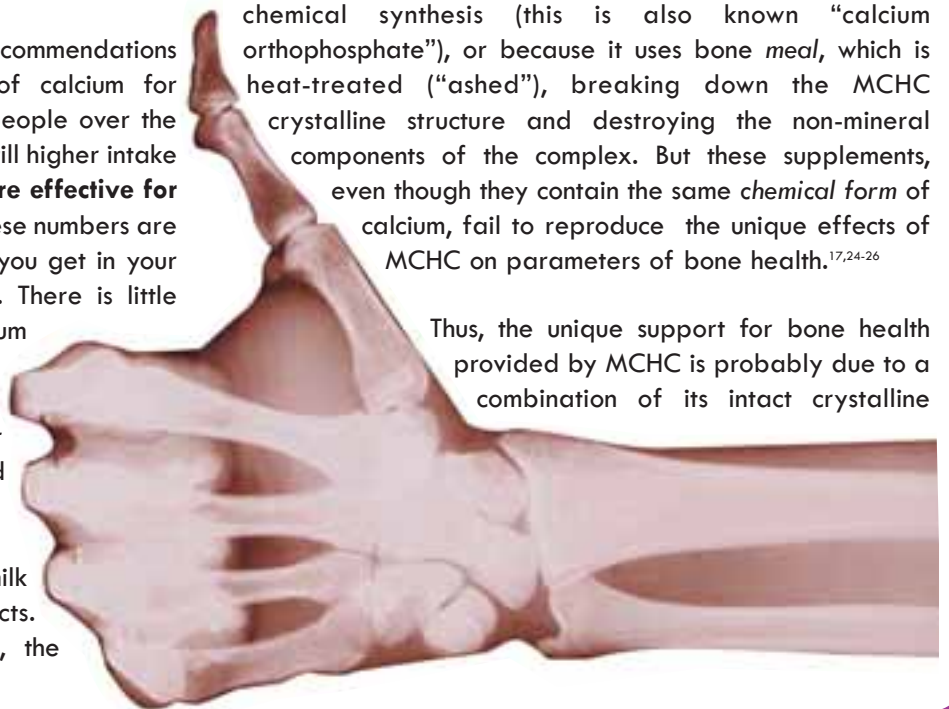 commendations
of calcium for
eople over the
ill higher intake
re effective for
ese numbers are
you get in your
. There is little
um
d
ilk
cts.
, the
chemical synthesis (this is also known “calcium
orthophosphate”), or because it uses bone meal, which is
heat-treated (“ashed”), breaking down the MCHC
crystalline structure and destroying the non-mineral
components of the complex. But these supplements,
even though they contain the same chemical form of
calcium, fail to reproduce the unique effects of
MCHC on parameters of bone health.17,24-26
Thus, the unique support for bone health
provided by MCHC is probably due to a
combination of its intact crystalline